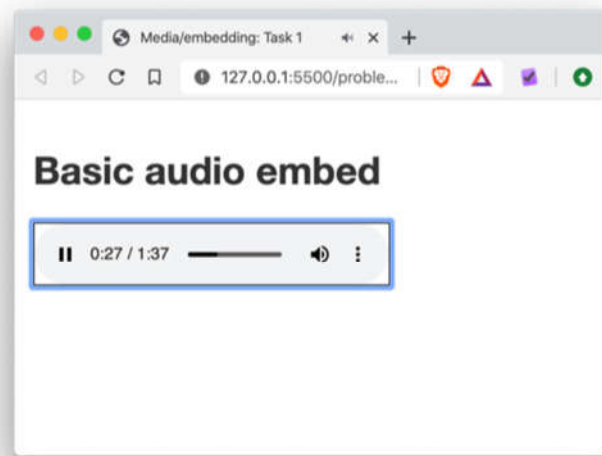 Media/embedding: Task 1
127.0.0.1:5500/proble...
Basic audio embed
0:27 / 1:37